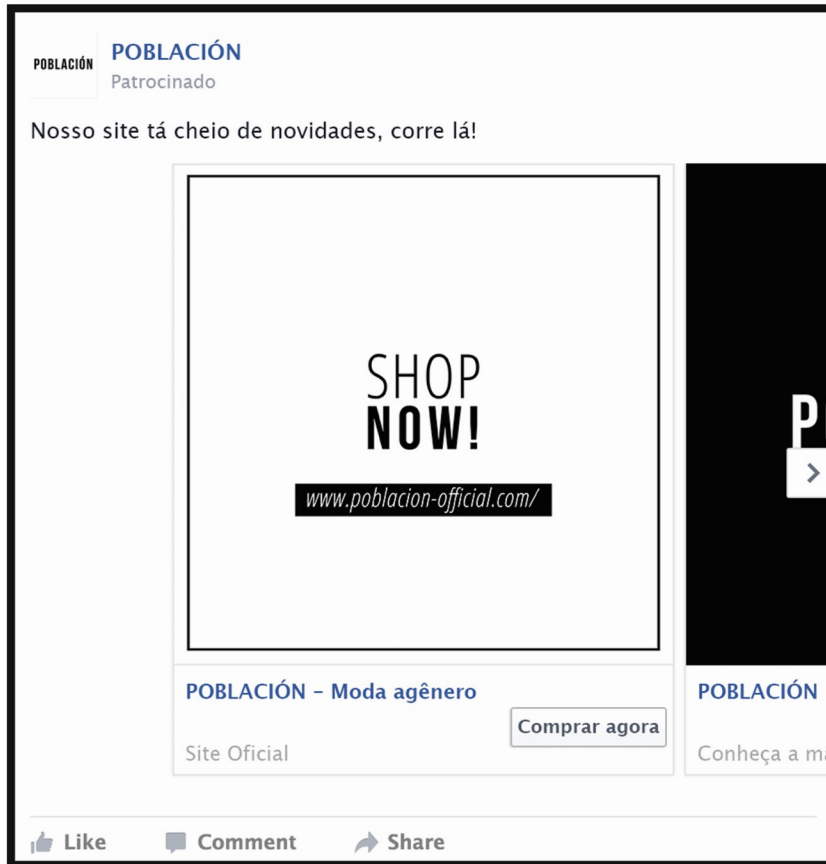 POBLACIÓN
POBLACIÓN
Patrocinado
Nosso site tá cheio de novidades, corre lá!
SHOP
NOW!
www.poblacion-official.com/
POBLACIÓN – Moda agênero
Comprar agora
Site Oficial
POBLACIÓN
Conheça a
Like
Comment
Share